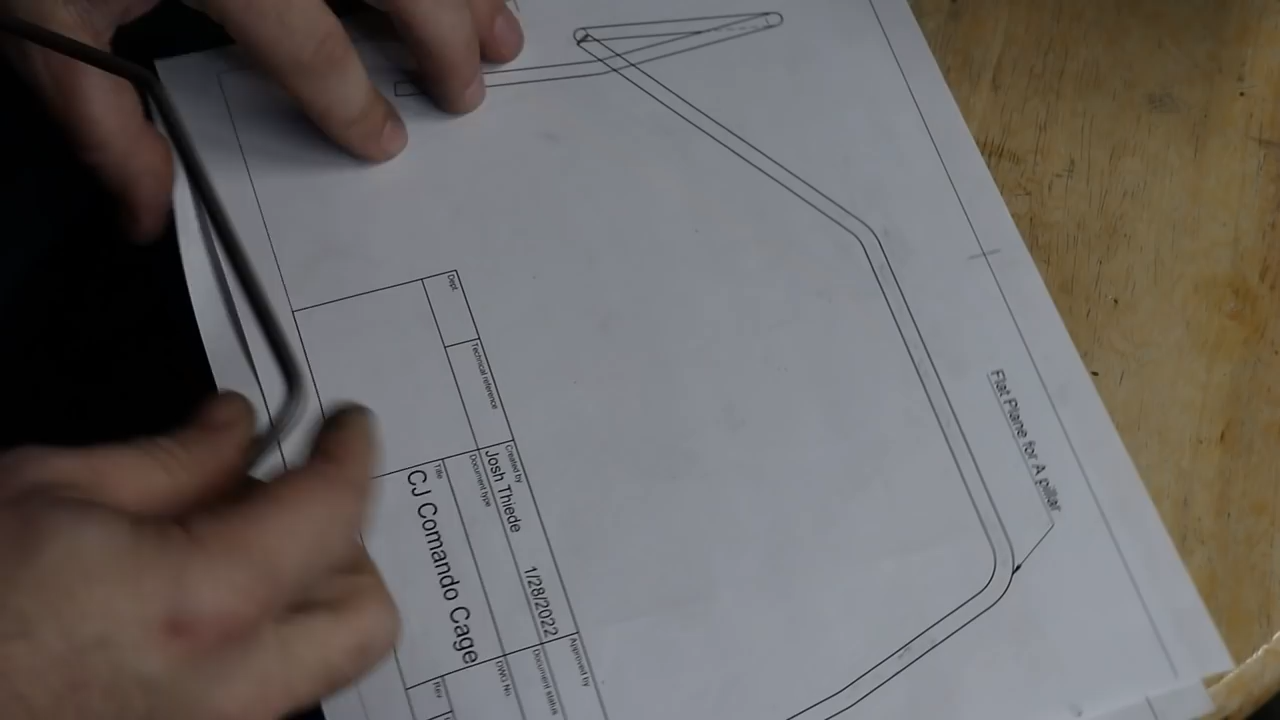 Flat Plane for A pillar
Dept.
Technical reference
Created by
Josh Thiede
1/28/2022
Approved by
Document type
Document status
Title
CJ Comando Cage
DWG No.
Rev